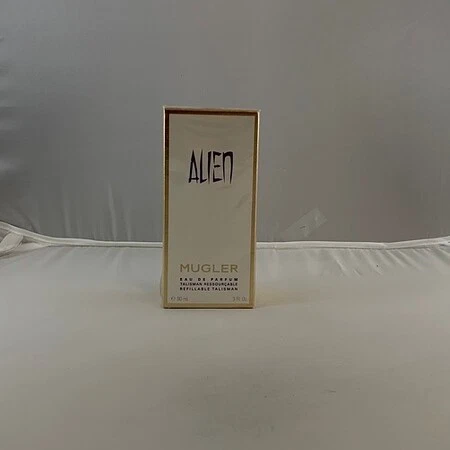 ALIEN
MUGLER
EAU DE PARFUM
TALISMAN RESSOURÇABLE
REFILLABLE TALISMAN